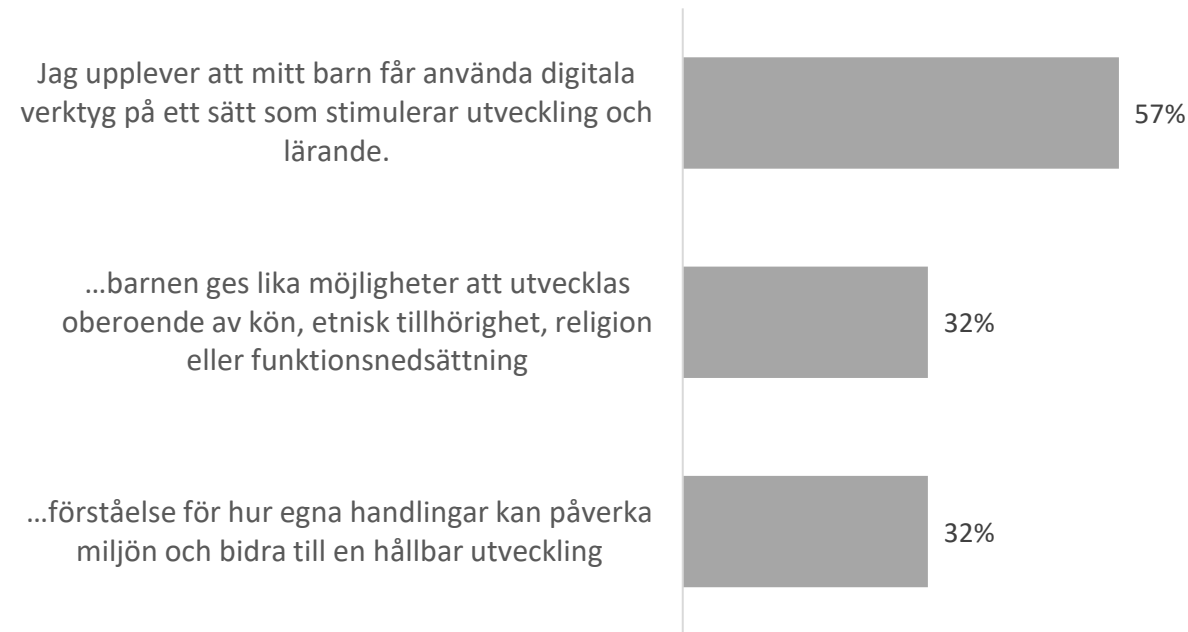 Jag upplever att mitt barn får använda digitala
verktyg på ett sätt som stimulerar utveckling och
lärande.
57%
…barnen ges lika möjligheter att utvecklas
oberoende av kön, etnisk tillhörighet, religion
eller funktionsnedsättning
32%
…förståelse för hur egna handlingar kan påverka
miljön och bidra till en hållbar utveckling
32%